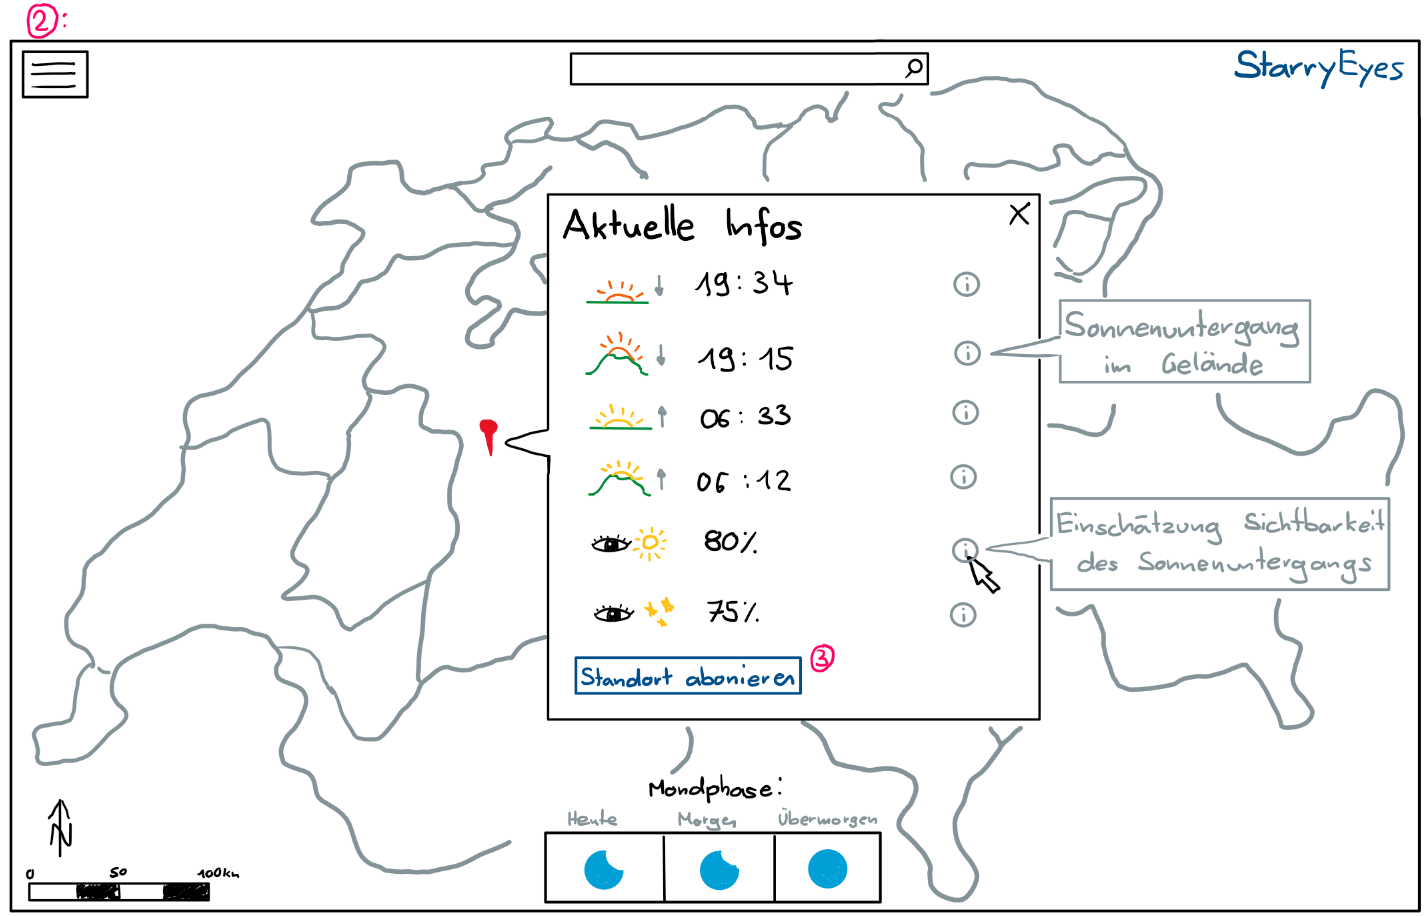 ②:
StarryEyes
Aktuelle Infos X
↓ 19:34 i
↓ 19:15 i
Sonnenuntergang
im Gelände
↑ 06:33 i
↑ 06:12 i
80% i
Einschätzung Sichtbarkeit
des Sonnenuntergangs
75% i
Standort abonieren ③
Mondphase:
Heute Morgen Übermorgen
N
0 50 100km